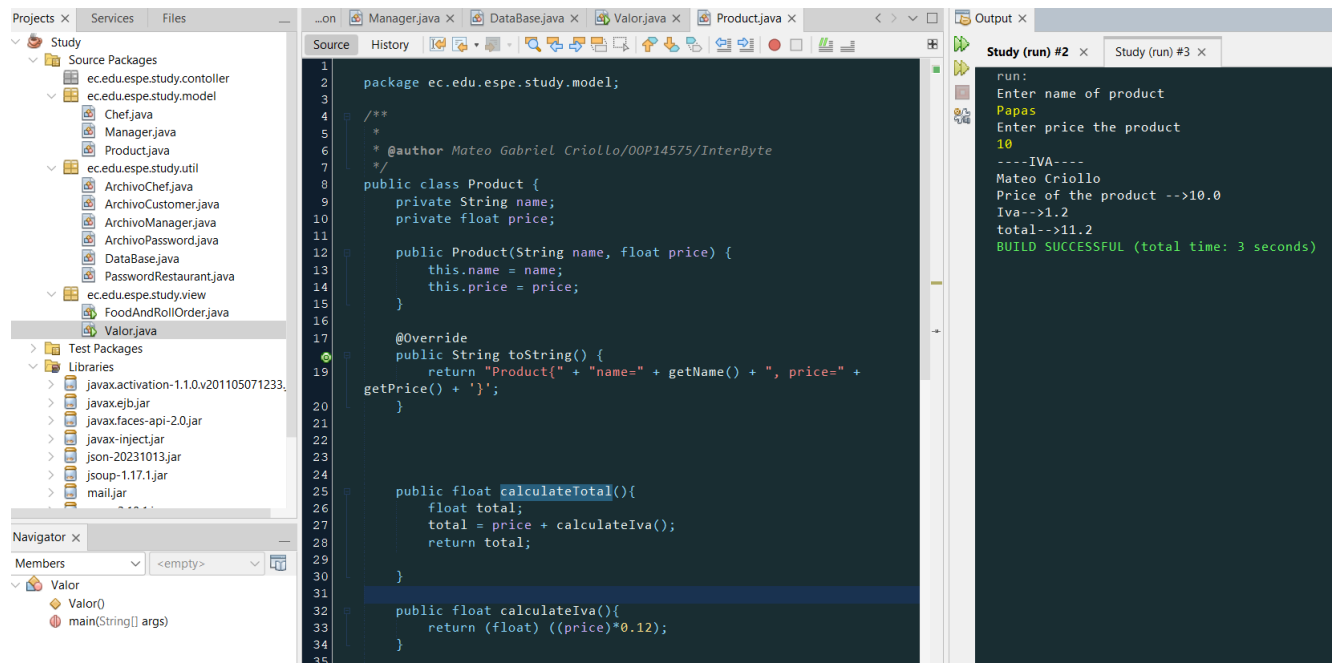 Projects × Services Files
Study
Source Packages
ec.edu.espe.study.contoller
ec.edu.espe.study.model
Chef.java
Manager.java
Product.java
ec.edu.espe.study.util
ArchivoChef.java
ArchivoCustomer.java
ArchivoManager.java
ArchivoPassword.java
DataBase.java
PasswordRestaurant.java
ec.edu.espe.study.view
FoodAndRollOrder.java
Valor.java
Test Packages
Libraries
javax.activation-1.1.0.v201105071233.
javax.ejb.jar
javax.faces-api-2.0.jar
javax-inject.jar
json-20231013.jar
jsoup-1.17.1.jar
mail.jar
Navigator ×
Members <empty>
Valor
Valor()
main(String[] args)
...on Manager.java × DataBase.java × Valor.java × Product.java ×
Source History
1
2 package ec.edu.espe.study.model;
3
4 /**
5 *
6 * @author Mateo Gabriel Criollo/OOP14575/InterByte
7 */
8 public class Product {
9 private String name;
10 private float price;
11
12 public Product(String name, float price) {
13 this.name = name;
14 this.price = price;
15 }
16
17 @Override
public String toString() {
19 return "Product{" + "name=" + getName() + ", price=" +
getPrice() + '}';
20 }
21
22
23
24
25 public float calculateTotal(){
26 float total;
27 total = price + calculateIva();
28 return total;
29
30 }
31
32 public float calculateIva(){
33 return (float) ((price)*0.12);
34 }
35
Output ×
Study (run) #2 × Study (run) #3 ×
run:
Enter name of product
Papas
Enter price the product
10
----IVA----
Mateo Criollo
Price of the product -->10.0
Iva-->1.2
total-->11.2
BUILD SUCCESSFUL (total time: 3 seconds)